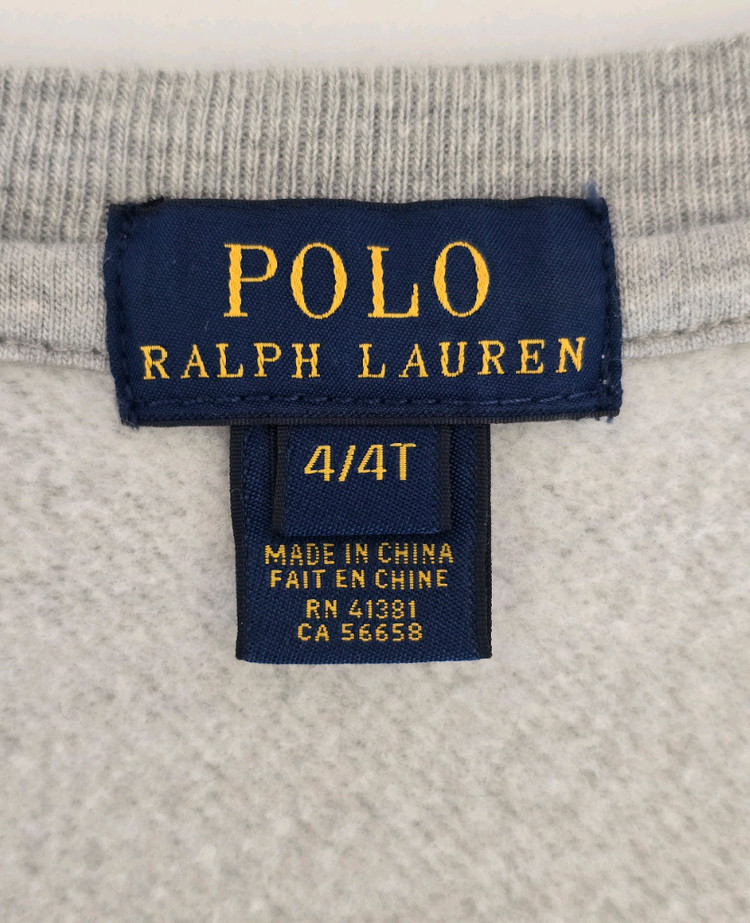 POLO
RALPH LAUREN
4/4T
MADE IN CHINA
FAIT EN CHINE
RN 41381
CA 56658